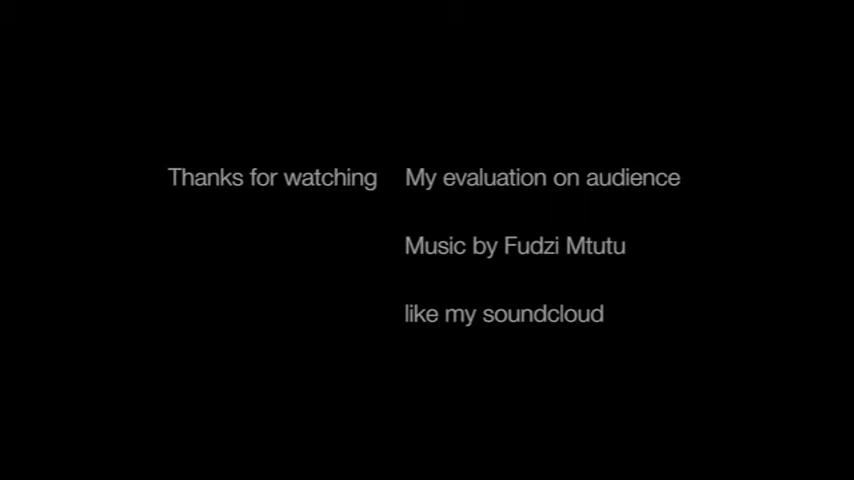 Thanks for watching My evaluation on audience
Music by Fudzi Mtutu
like my soundcloud